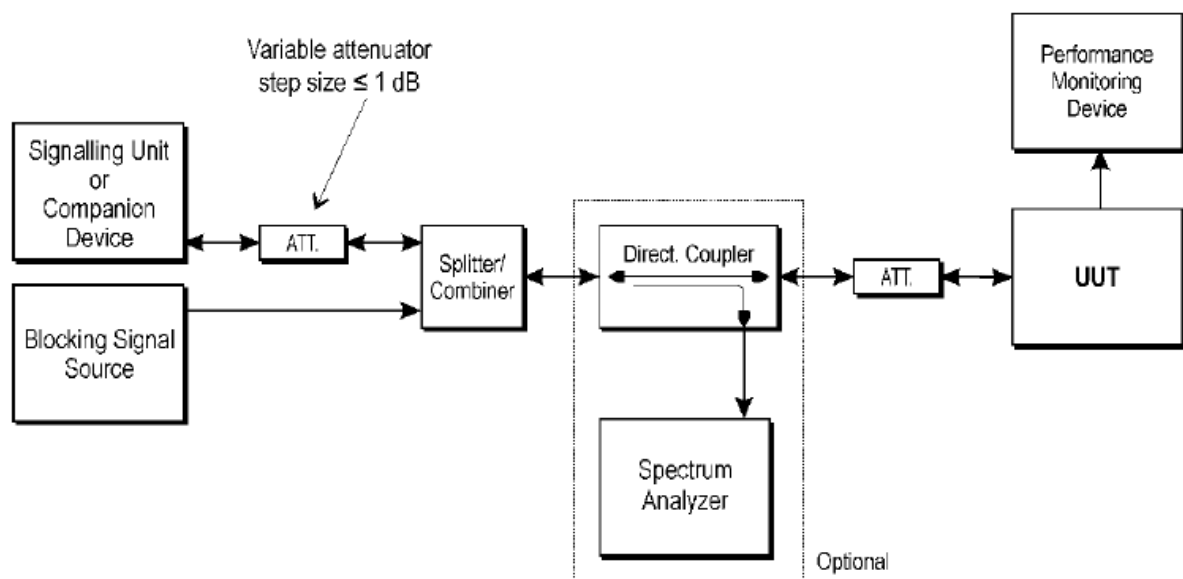 Variable attenuator
step size ≤ 1 dB
Performance
Monitoring
Device
Signalling Unit
or
Companion
Device
ATT.
Splitter/
Combiner
Direct. Coupler
ATT.
UUT
Blocking Signal
Source
Spectrum
Analyzer
Optional